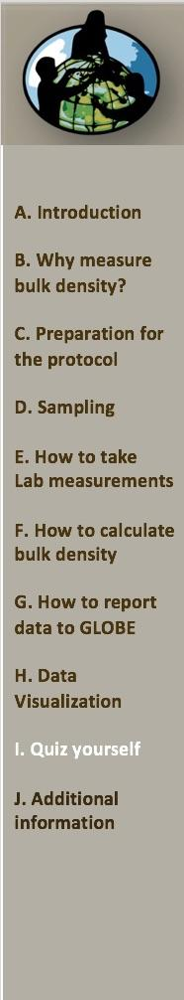 A. Introduction
B. Why measure
bulk density?
C. Preparation for
the protocol
D. Sampling
E. How to take
Lab measurements
F. How to calculate
bulk density
G. How to report
data to GLOBE
H. Data
Visualization
I. Quiz yourself
J. Additional
information